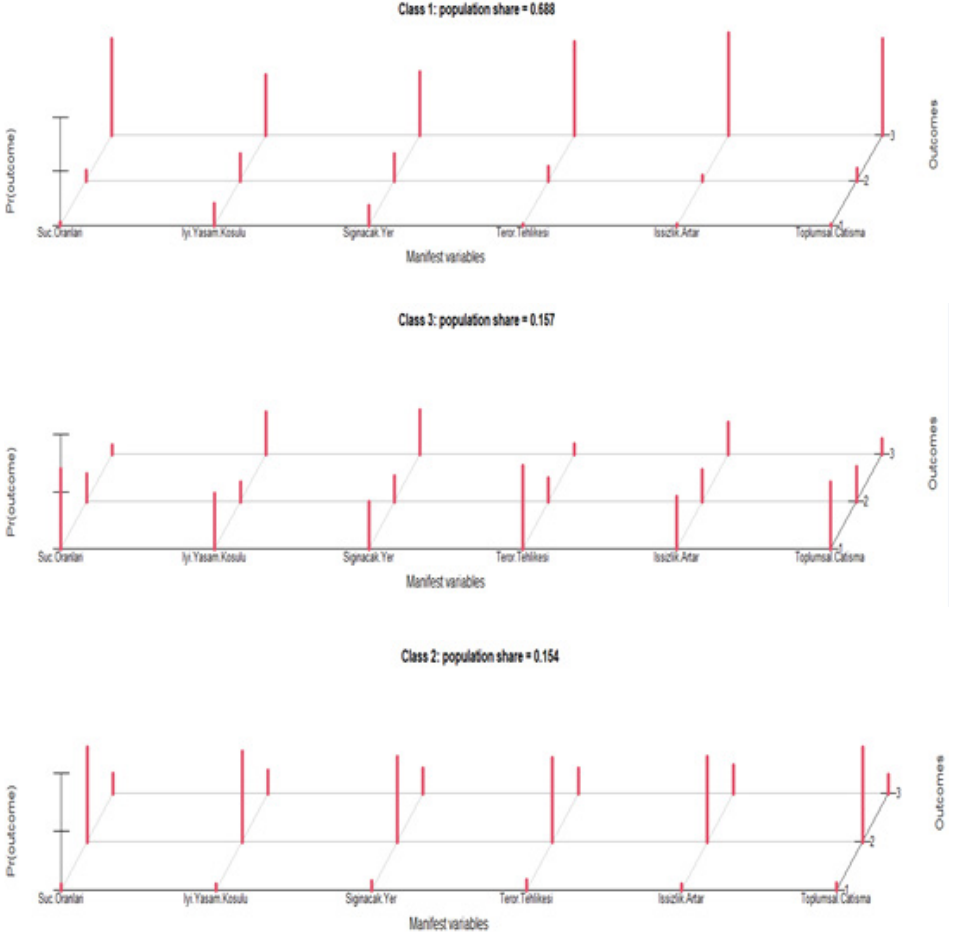 Class 1: population share = 0.688
Pr(outcome)
Outcomes
3
2
1
Suc.Oranlari Iyi.Yasam.Kosulu Siginacak.Yer Teror.Tehlikesi Issizlik.Artar Toplumsal.Catisma
Manifest variables
Class 3: population share = 0.157
Pr(outcome)
Outcomes
3
2
1
Suc.Oranlari Iyi.Yasam.Kosulu Siginacak.Yer Teror.Tehlikesi Issizlik.Artar Toplumsal.Catisma
Manifest variables
Class 2: population share = 0.154
Pr(outcome)
Outcomes
3
2
1
Suc.Oranlari Iyi.Yasam.Kosulu Siginacak.Yer Teror.Tehlikesi Issizlik.Artar Toplumsal.Catisma
Manifest variables